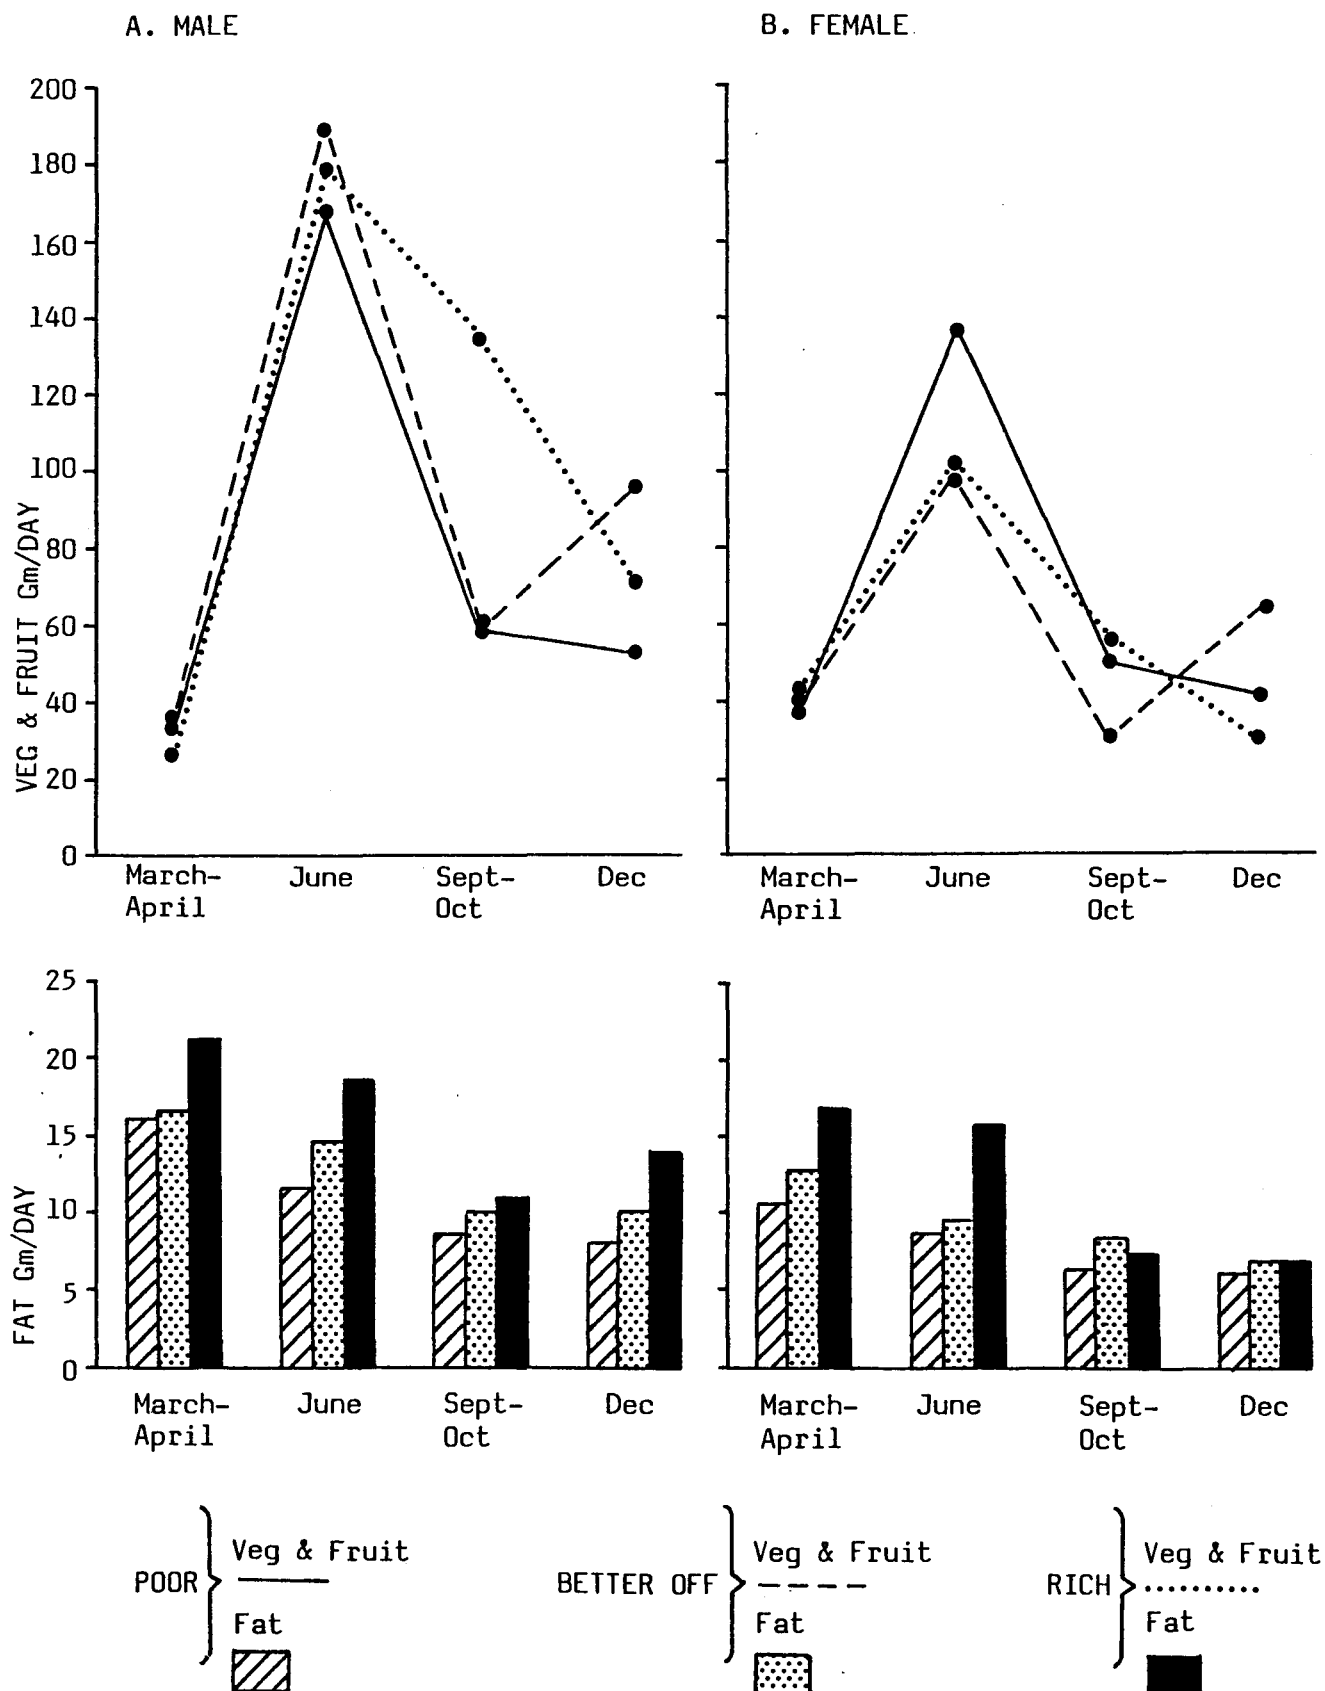 A. MALE
B. FEMALE
200
180
160
140
120
100
80
60
40
20
0
VEG & FRUIT Gm/DAY
March-
April
June
Sept-
Oct
Dec
March-
April
June
Sept-
Oct
Dec
25
20
15
10
5
0
FAT Gm/DAY
March-
April
June
Sept-
Oct
Dec
March-
April
June
Sept-
Oct
Dec
POOR
Veg & Fruit
Fat
BETTER OFF
Veg & Fruit
Fat
RICH
Veg & Fruit
Fat